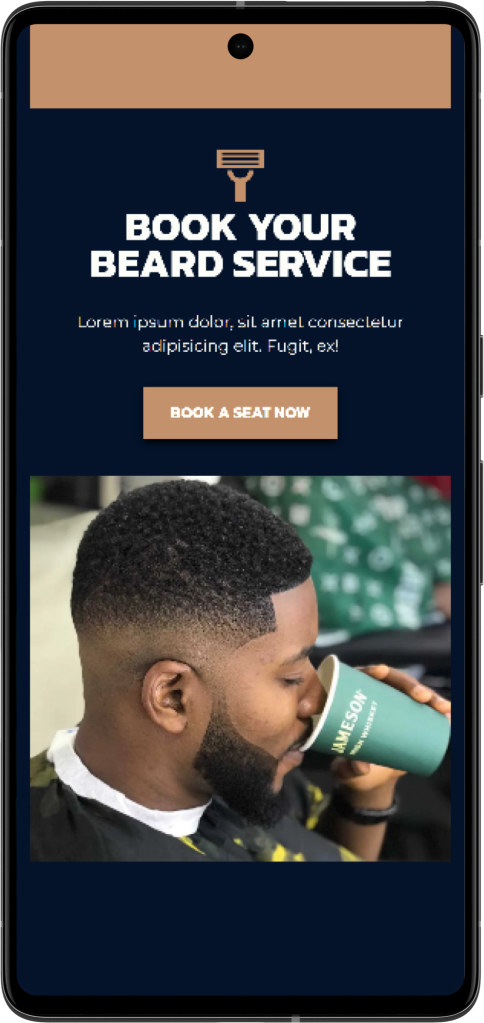 BOOK YOUR
BEARD SERVICE
Lorem ipsum dolor, sit amet consectetur
adipisicing elit. Fugit, ex!
BOOK A SEAT NOW
JAMESON
IRISH WHISKEY